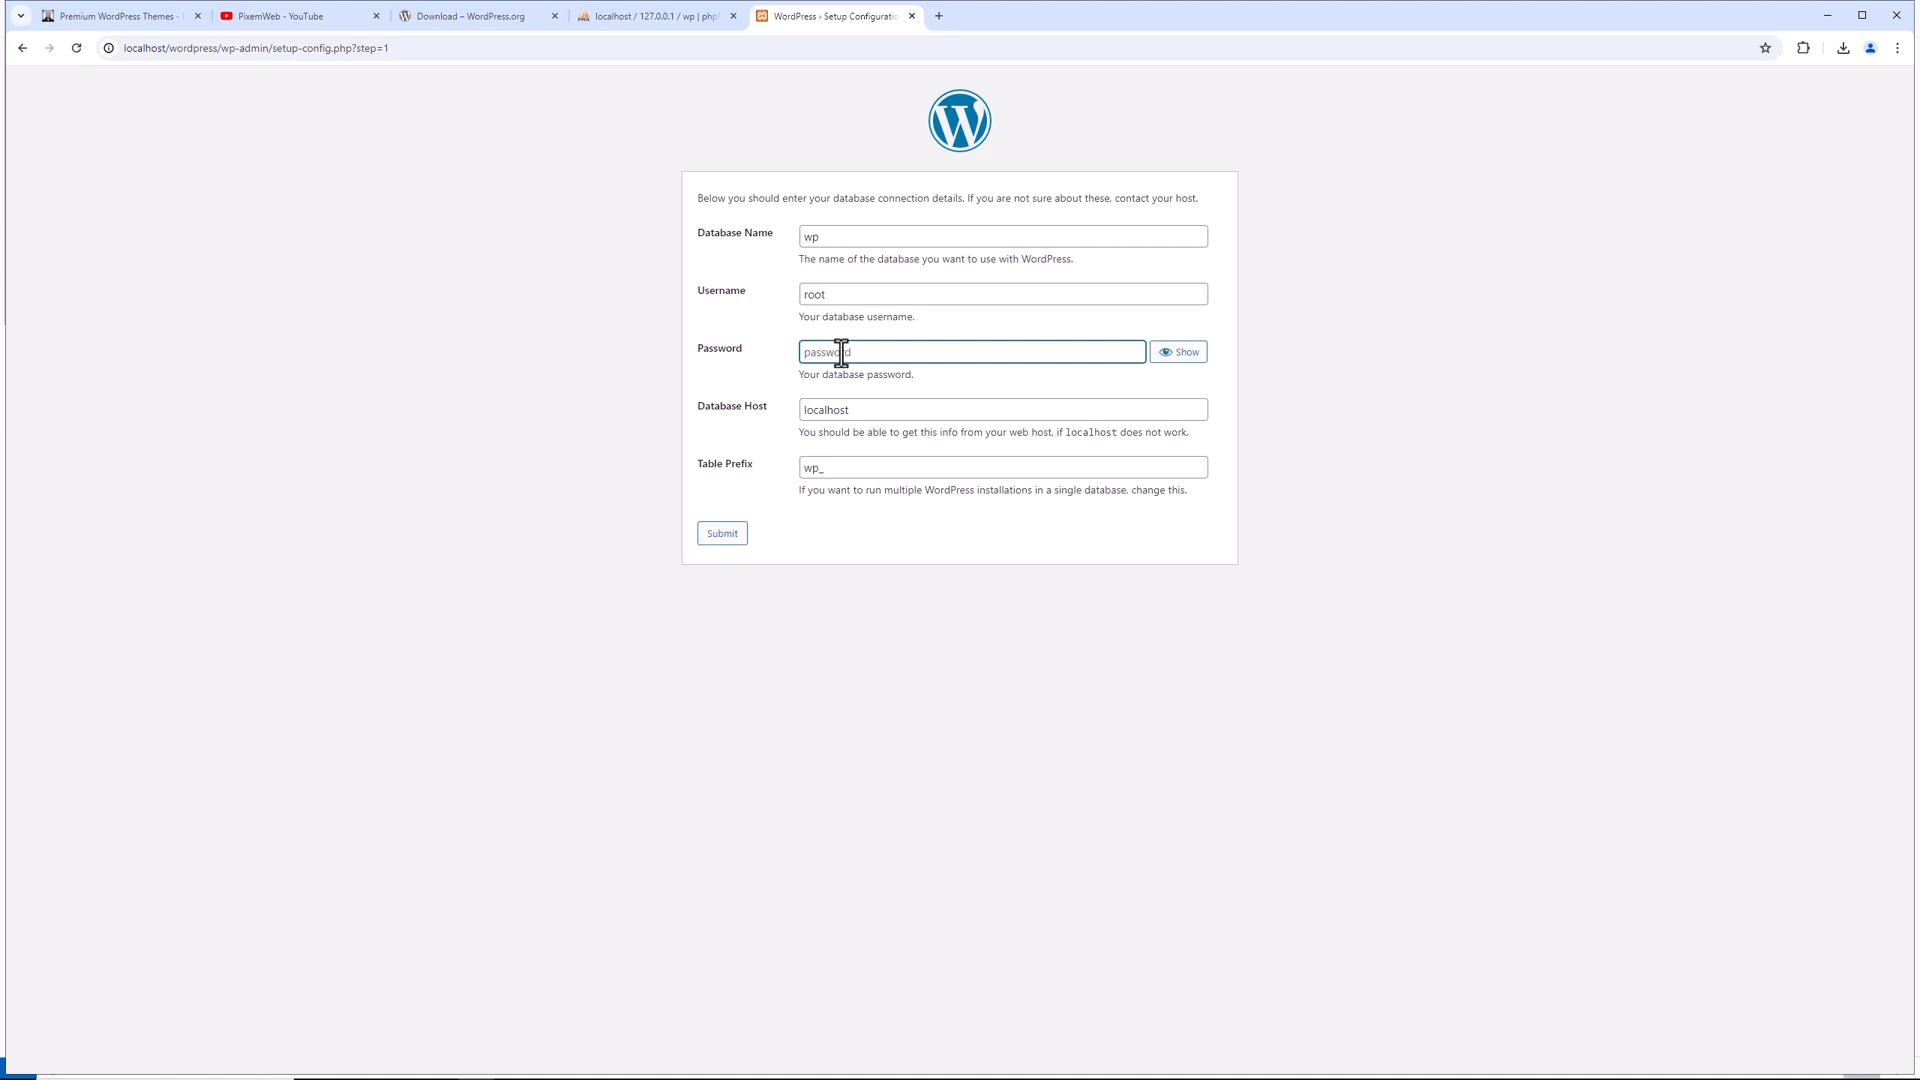 Premium WordPress Themes -
PixemWeb - YouTube
Download – WordPress.org
localhost / 127.0.0.1 / wp | php
WordPress › Setup Configuratio
localhost/wordpress/wp-admin/setup-config.php?step=1
Below you should enter your database connection details. If you are not sure about these, contact your host.
Database Name
wp
The name of the database you want to use with WordPress.
Username
root
Your database username.
Password
password
Show
Your database password.
Database Host
localhost
You should be able to get this info from your web host, if localhost does not work.
Table Prefix
wp_
If you want to run multiple WordPress installations in a single database, change this.
Submit